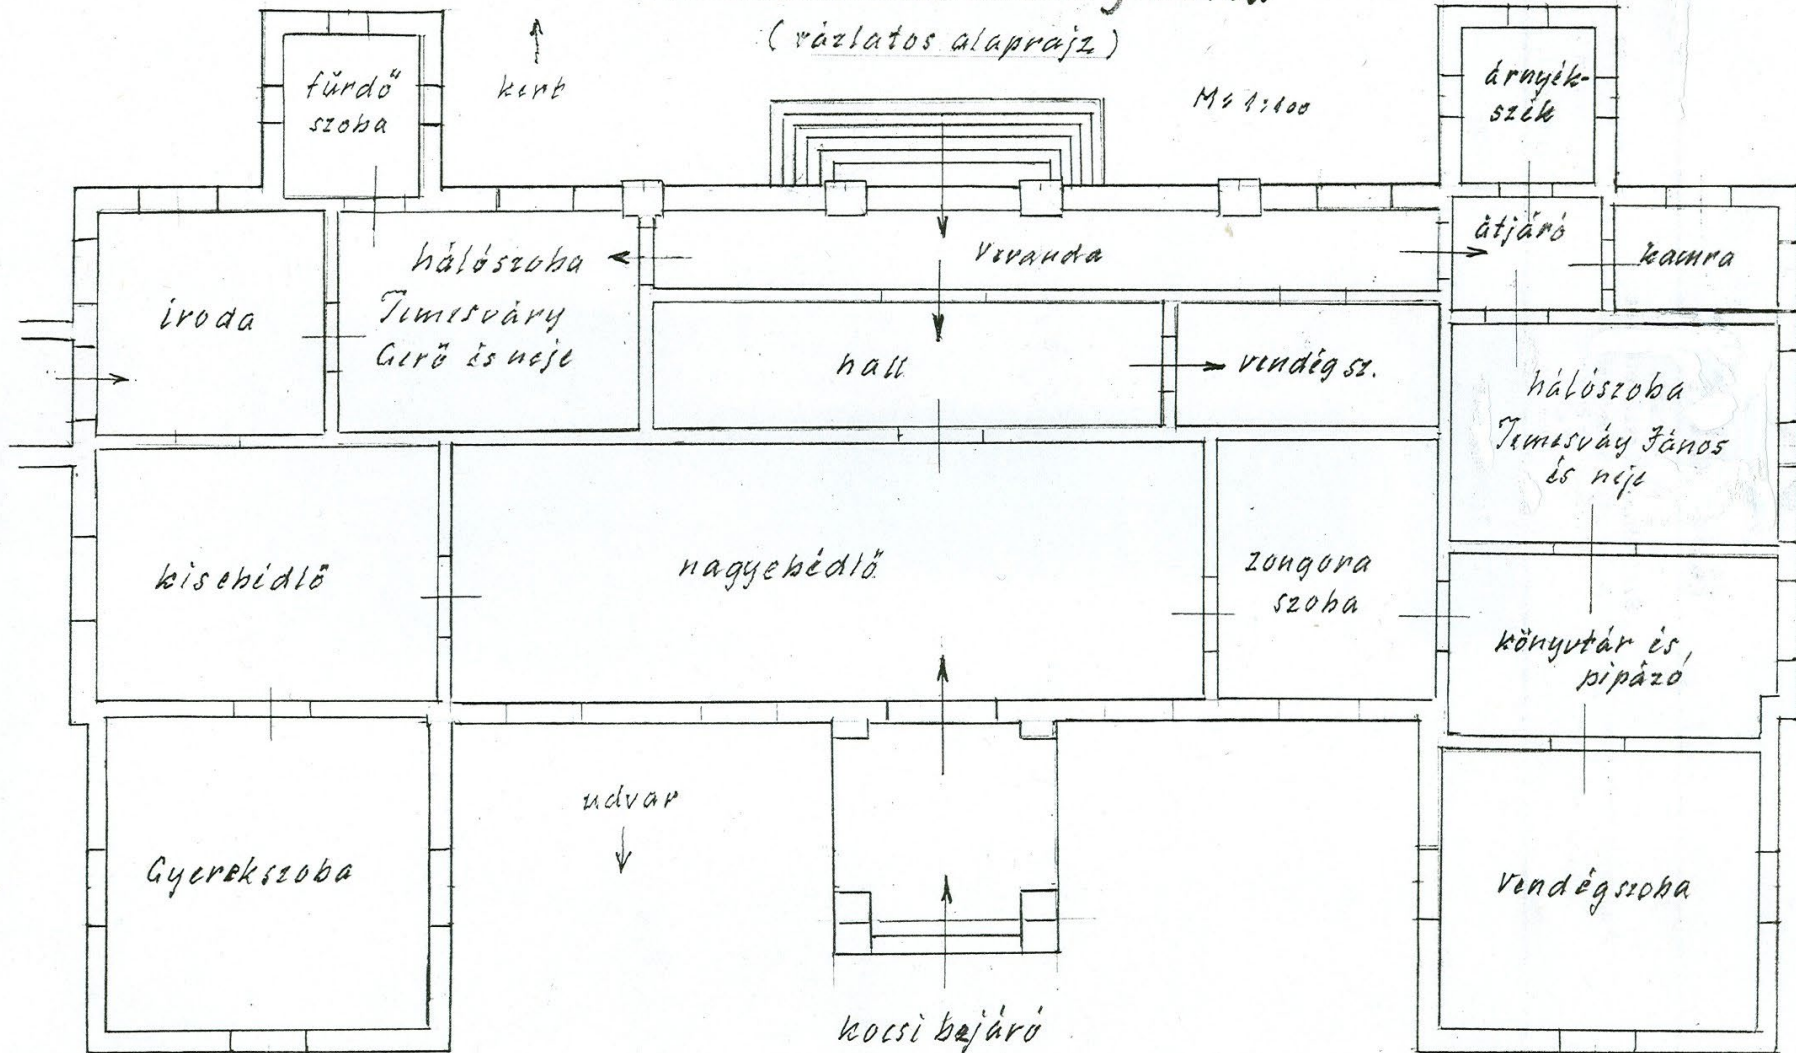 (vázlatos alaprajz)
fürdő
szoba
kert
M= 1:100
árnyék-
szék
iroda
hálószoba
Temesváry
Gerő és neje
Veranda
átjáró
kamra
hall
vendég sz.
hálószoba
Temesváy János
és neje
kisebédlő
nagyebédlő
zongora
szoba
könyvtár és
pipázó
Gyerekszoba
udvar
Vendégszoba
kocsi bejáró